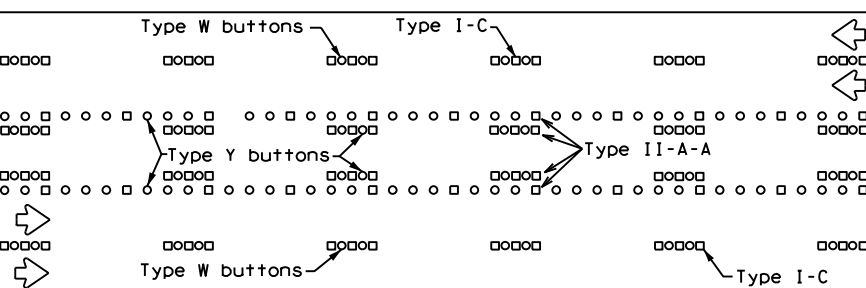 Type W buttons
Type I-C
Type Y buttons
Type II-A-A
Type W buttons
Type I-C